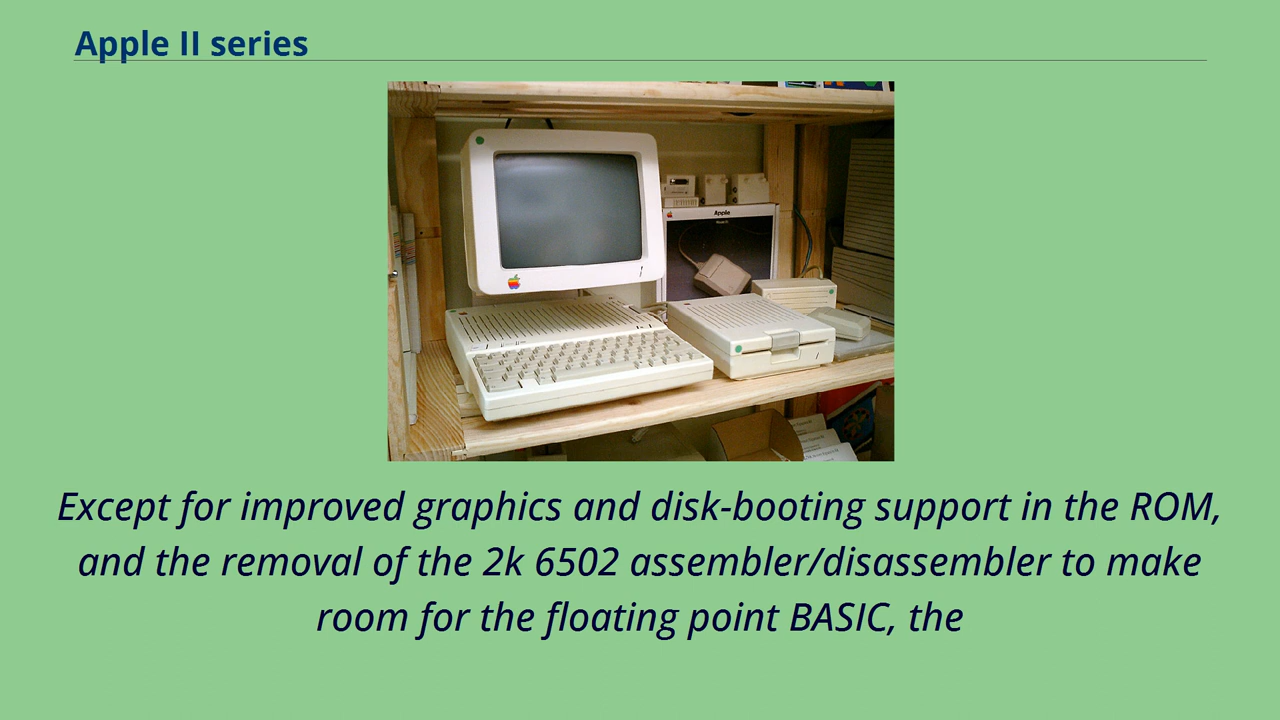 Apple II series
Apple
Except for improved graphics and disk-booting support in the ROM,
and the removal of the 2k 6502 assembler/disassembler to make
room for the floating point BASIC, the